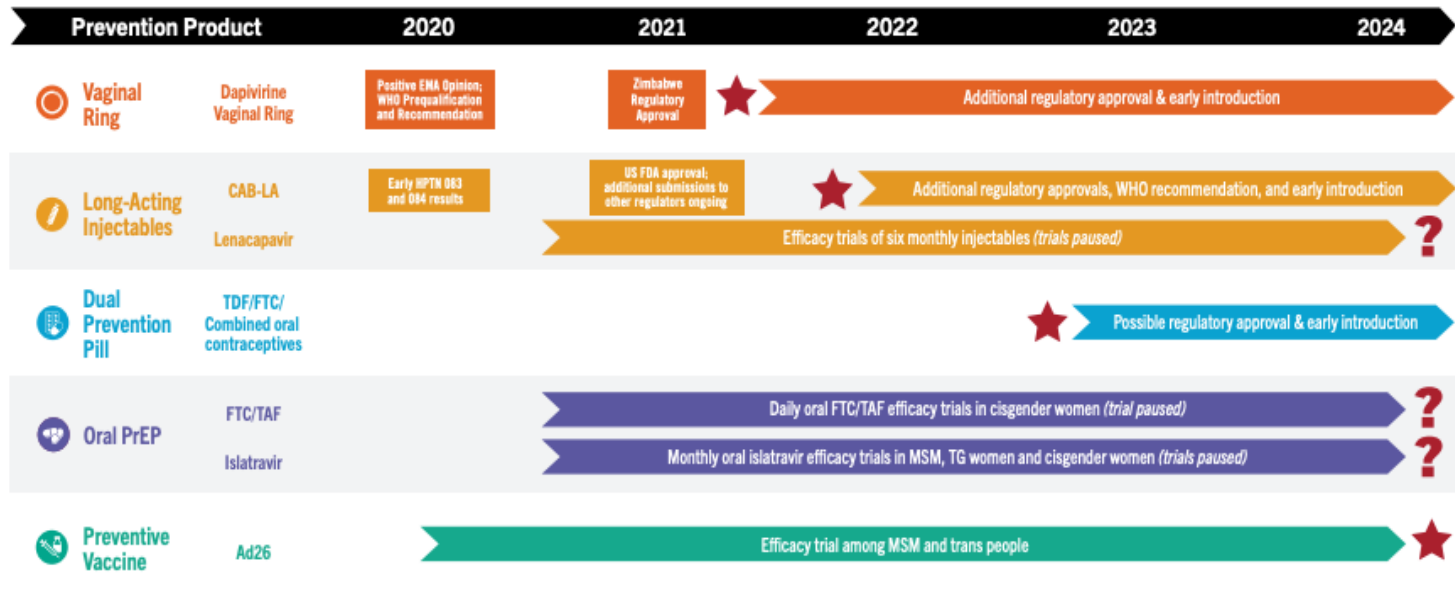 Prevention Product 2020 2021 2022 2023 2024
Vaginal
Ring
Dapivirine
Vaginal Ring
Positive EMA Opinion;
WHO Prequalification
and Recommendation
Zimbabwe
Regulatory
Approval
Additional regulatory approval & early introduction
Long-Acting
Injectables
CAB-LA
Early HPTN 083
and 084 results
US FDA approval;
additional submissions to
other regulators ongoing
Additional regulatory approvals, WHO recommendation, and early introduction
Lenacapavir
Efficacy trials of six monthly injectables (trials paused)
?
Dual
Prevention
Pill
TDF/FTC/
Combined oral
contraceptives
Possible regulatory approval & early introduction
Oral PrEP
FTC/TAF
Daily oral FTC/TAF efficacy trials in cisgender women (trial paused)
?
Islatravir
Monthly oral islatravir efficacy trials in MSM, TG women and cisgender women (trials paused)
?
Preventive
Vaccine
Ad26
Efficacy trial among MSM and trans people